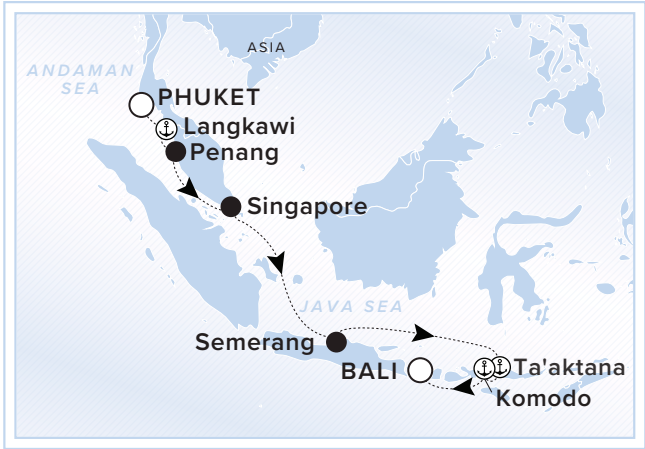 ASIA
ANDAMAN
SEA
PHUKET
Langkawi
Penang
Singapore
JAVA SEA
Semerang
BALI
Ta'aktana
Komodo